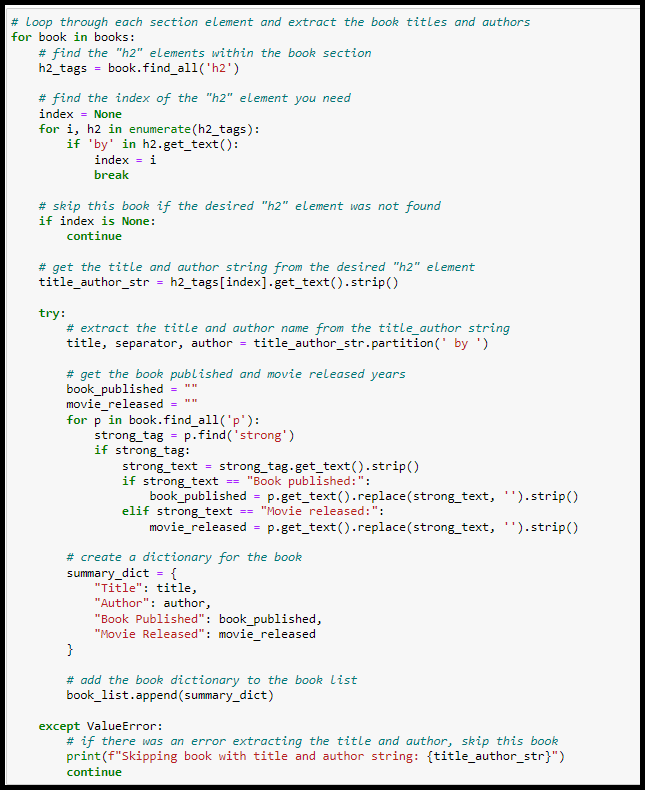 # loop through each section element and extract the book titles and authors
for book in books:
    # find the "h2" elements within the book section
    h2_tags = book.find_all('h2')

    # find the index of the "h2" element you need
    index = None
    for i, h2 in enumerate(h2_tags):
        if 'by' in h2.get_text():
            index = i
            break

    # skip this book if the desired "h2" element was not found
    if index is None:
        continue

    # get the title and author string from the desired "h2" element
    title_author_str = h2_tags[index].get_text().strip()

    try:
        # extract the title and author name from the title_author string
        title, separator, author = title_author_str.partition(' by ')

        # get the book published and movie released years
        book_published = ""
        movie_released = ""
        for p in book.find_all('p'):
            strong_tag = p.find('strong')
            if strong_tag:
                strong_text = strong_tag.get_text().strip()
                if strong_text == "Book published:":
                    book_published = p.get_text().replace(strong_text, '').strip()
                elif strong_text == "Movie released:":
                    movie_released = p.get_text().replace(strong_text, '').strip()

        # create a dictionary for the book
        summary_dict = {
            "Title": title,
            "Author": author,
            "Book Published": book_published,
            "Movie Released": movie_released
        }

        # add the book dictionary to the book list
        book_list.append(summary_dict)

    except ValueError:
        # if there was an error extracting the title and author, skip this book
        print(f"Skipping book with title and author string: {title_author_str}")
        continue